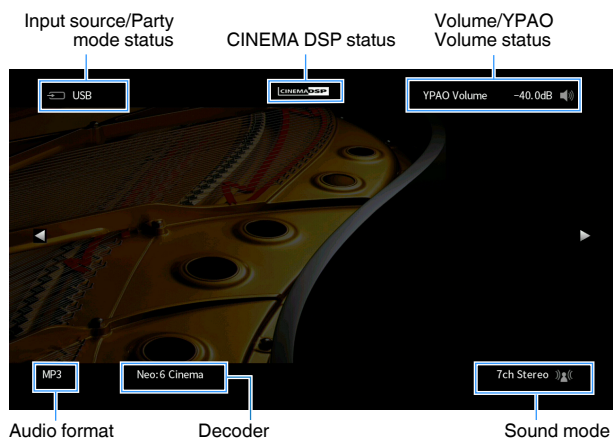 Input source/Party
mode status
CINEMA DSP status
Volume/YPAO
Volume status
USB
CINEMA DSP
YPAO Volume -40.0dB
MP3
Neo:6 Cinema
7ch Stereo
Audio format
Decoder
Sound mode